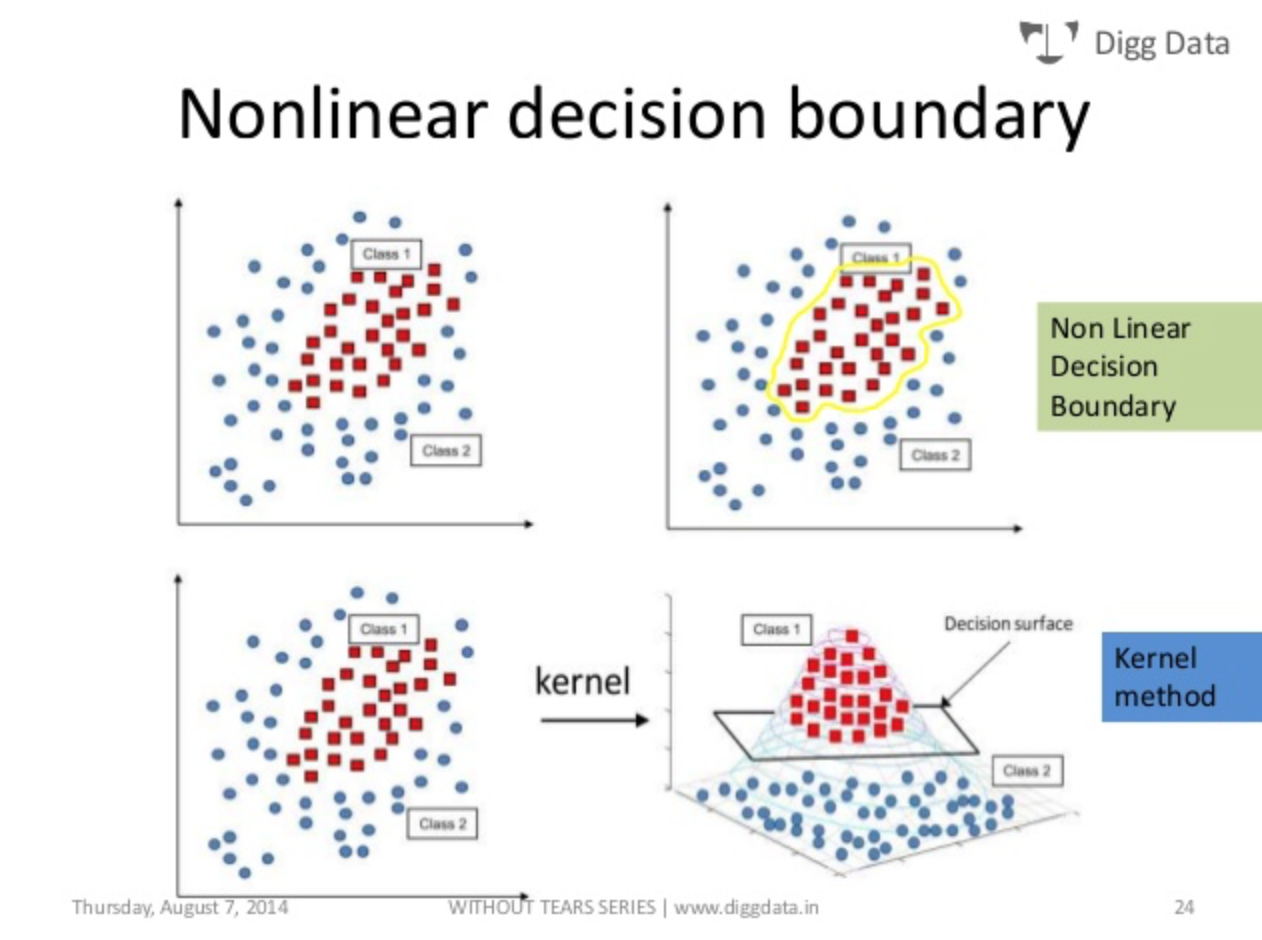 Digg Data
Nonlinear decision boundary
Class 1
Class 2
Class 1
Class 2
Non Linear
Decision
Boundary
Class 1
Class 2
kernel
Class 1
Decision surface
Class 2
Kernel
method
Thursday, August 7, 2014
WITHOUT TEARS SERIES | www.diggdata.in
24